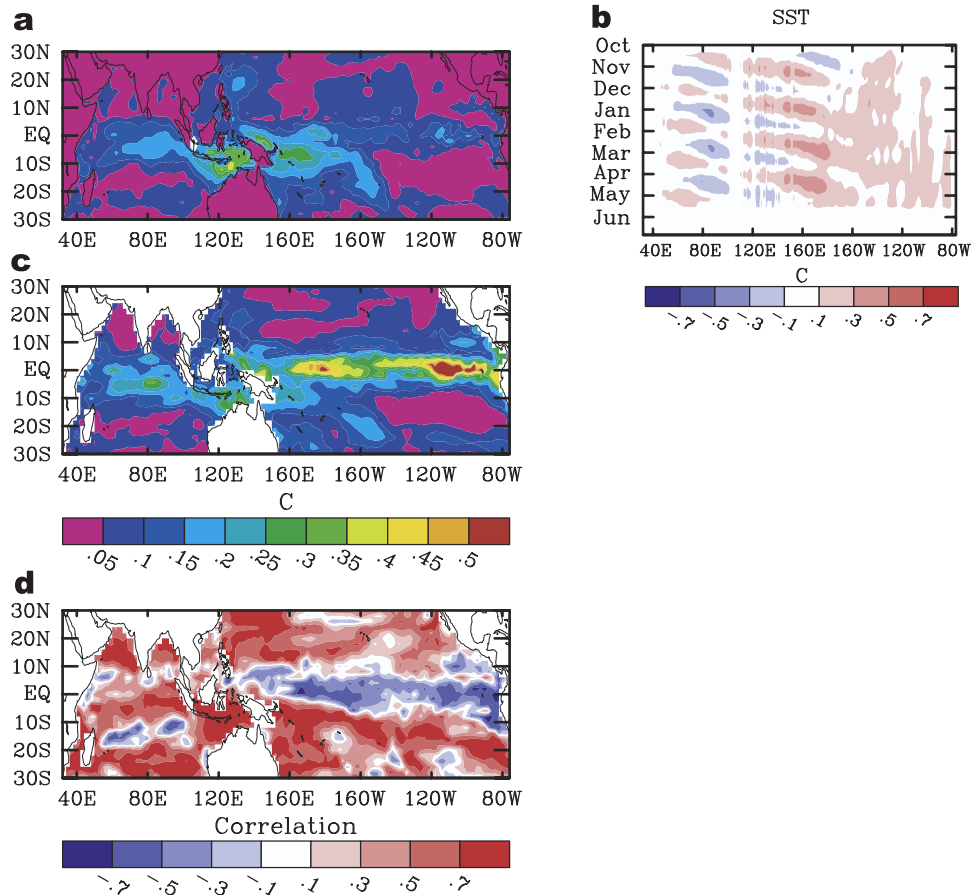 a
30N
20N
10N
EQ
10S
20S
30S
40E 80E 120E 160E 160W 120W 80W
b
SST
Oct
Nov
Dec
Jan
Feb
Mar
Apr
May
Jun
40E 80E 120E 160E 160W 120W 80W
C
-.7 -.5 -.3 -.1 .1 .3 .5 .7
c
30N
20N
10N
EQ
10S
20S
30S
40E 80E 120E 160E 160W 120W 80W
C
.05 .1 .15 .2 .25 .3 .35 .4 .45 .5
d
30N
20N
10N
EQ
10S
20S
30S
40E 80E 120E 160E 160W 120W 80W
Correlation
-.7 -.5 -.3 -.1 .1 .3 .5 .7